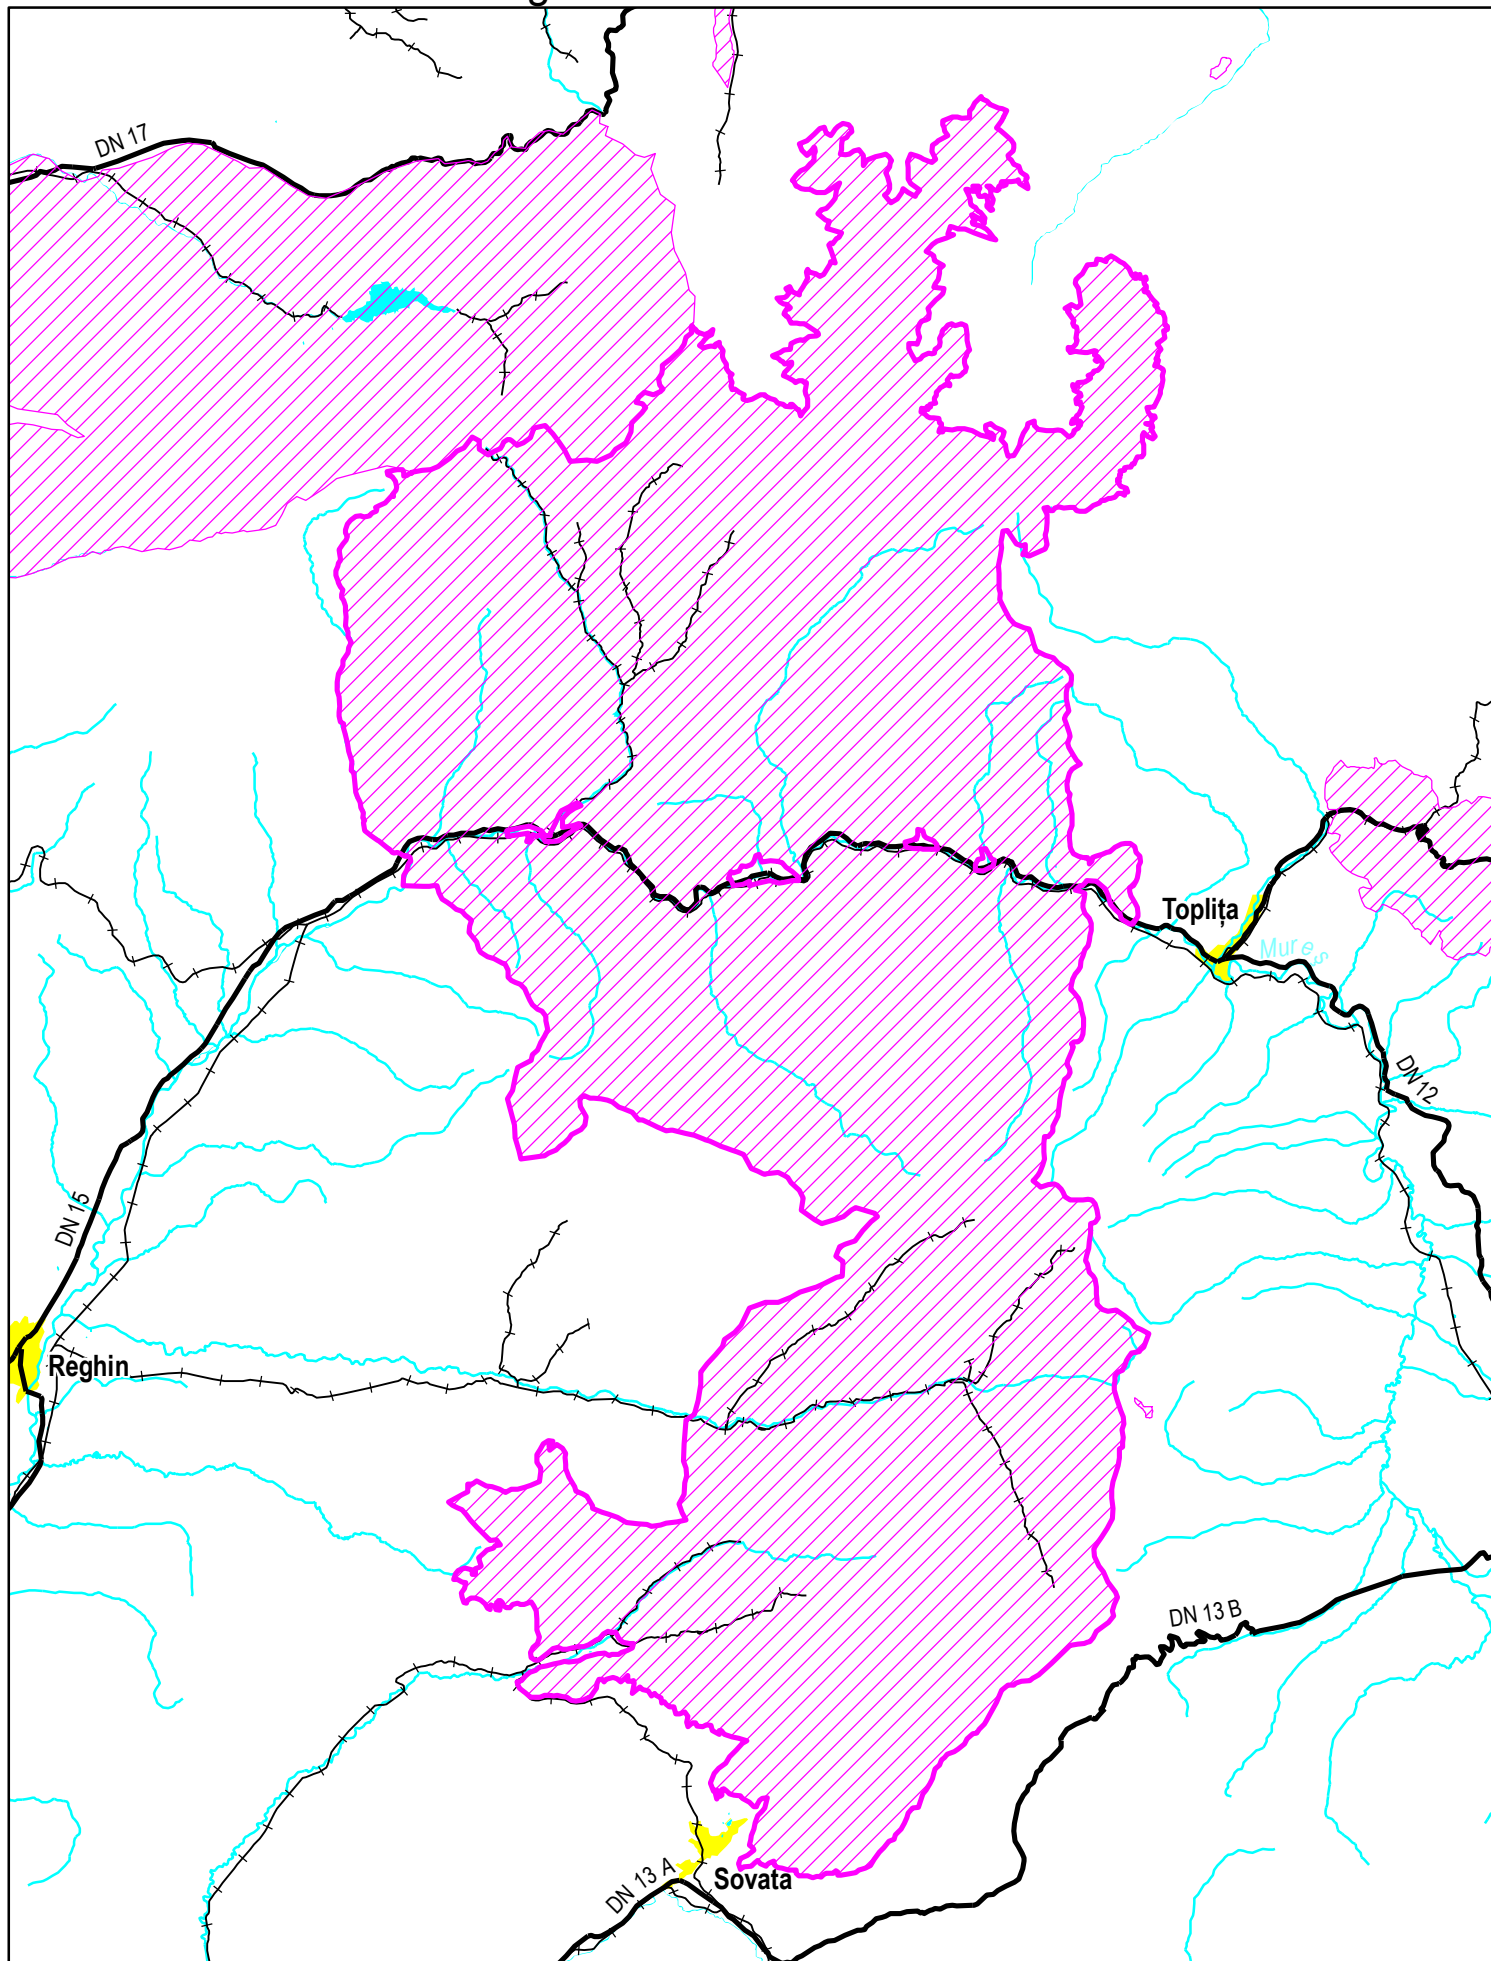 DN 17
Toplița
Mureș
DN 12
DN 15
Reghin
DN 13 B
DN 13 A
Sovata